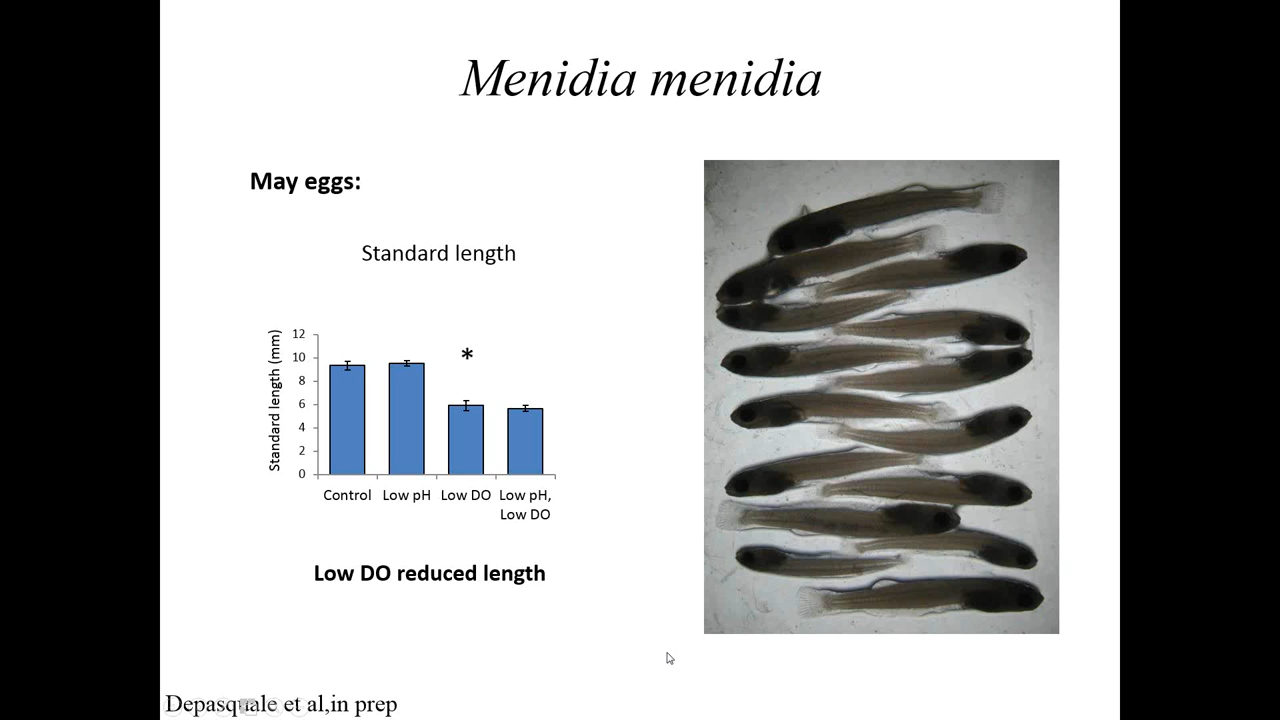 Menidia menidia
May eggs:
Standard length
Standard length (mm)
12
10
8
6
4
2
0
*
Control Low pH Low DO Low pH,
Low DO
Low DO reduced length
Depasquale et al,in prep